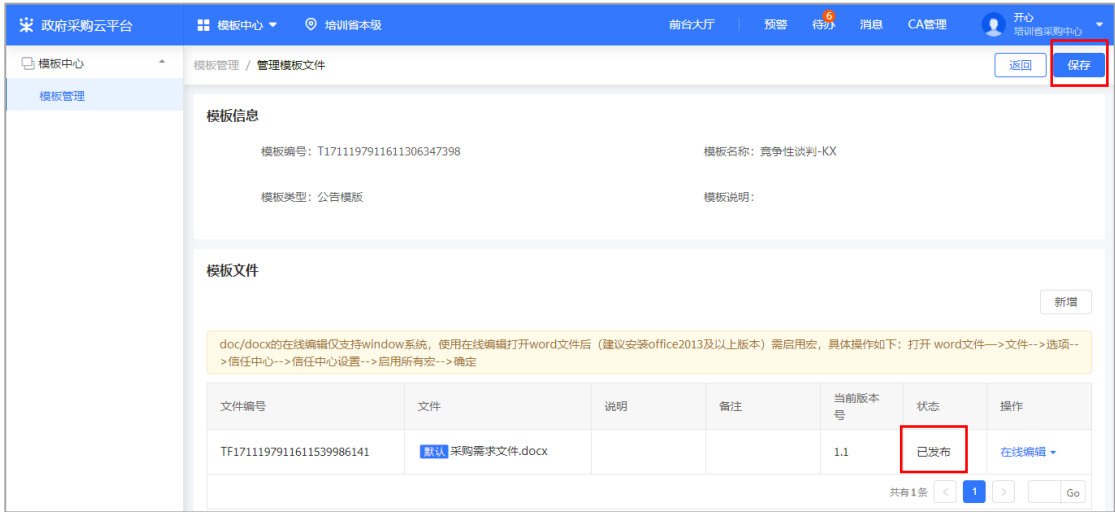 政府采购云平台
模板中心
培训省本级
前台大厅
预警
待办
6
消息
CA管理
开心
培训省采购中心
模板中心
模板管理
模板管理 / 管理模板文件
返回
保存
模板信息
模板编号：T1711197911611306347398
模板名称：竞争性谈判-KX
模板类型：公告模版
模板说明：
模板文件
新增
doc/docx的在线编辑仅支持window系统，使用在线编辑打开word文件后（建议安装office2013及以上版本）需启用宏，具体操作如下：打开 word文件—>文件-->选项--
>信任中心-->信任中心设置-->启用所有宏-->确定
文件编号
文件
说明
备注
当前版本
号
状态
操作
TF1711197911611539986141
默认 采购需求文件.docx
1.1
已发布
在线编辑
共有1条 < 1 > Go